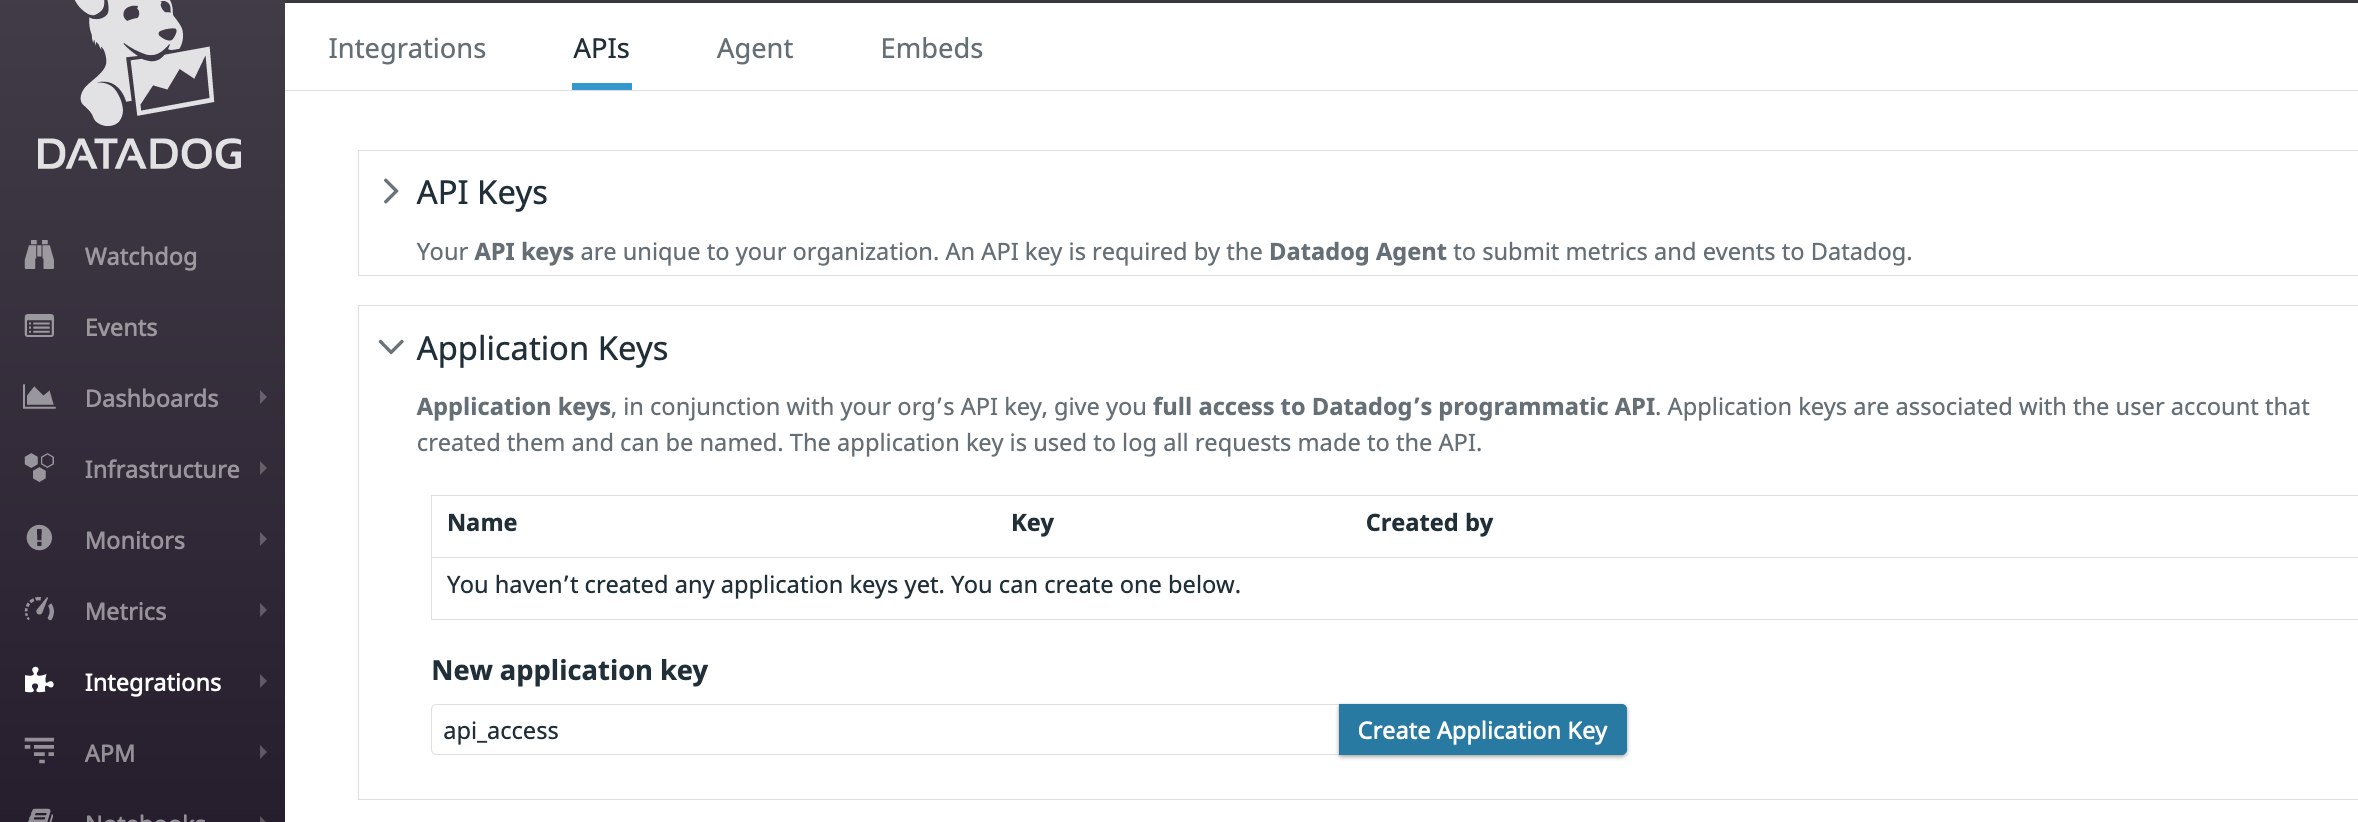 DATADOG
Watchdog
Events
Dashboards
Infrastructure
Monitors
Metrics
Integrations
APM
Notebooks
Integrations APIs Agent Embeds
API Keys
Your API keys are unique to your organization. An API key is required by the Datadog Agent to submit metrics and events to Datadog.
Application Keys
Application keys, in conjunction with your org’s API key, give you full access to Datadog’s programmatic API. Application keys are associated with the user account that
created them and can be named. The application key is used to log all requests made to the API.
Name Key Created by
You haven’t created any application keys yet. You can create one below.
New application key
api_access Create Application Key